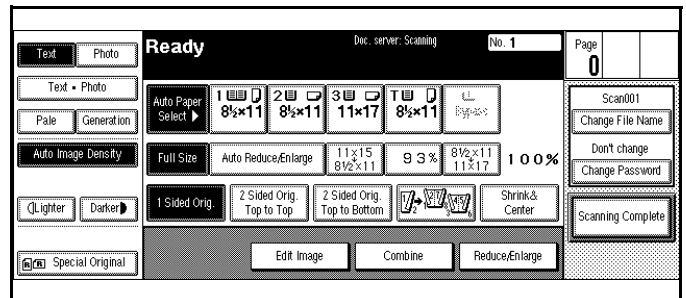 Text
Photo
Text • Photo
Pale
Generation
Auto Image Density
Lighter
Darker
Special Original
Ready
Doc. server: Scanning
No. 1
Auto Paper
Select ▶
1
8½×11
2
8½×11
3
11×17
T
8½×11
Bypass
Full Size
Auto Reduce/Enlarge
11×15
8½×11
93%
8½×11
11×17
100%
1 Sided Orig.
2 Sided Orig.
Top to Top
2 Sided Orig.
Top to Bottom
Shrink&
Center
Edit Image
Combine
Reduce/Enlarge
Page
0
Scan001
Change File Name
Don't change
Change Password
Scanning Complete